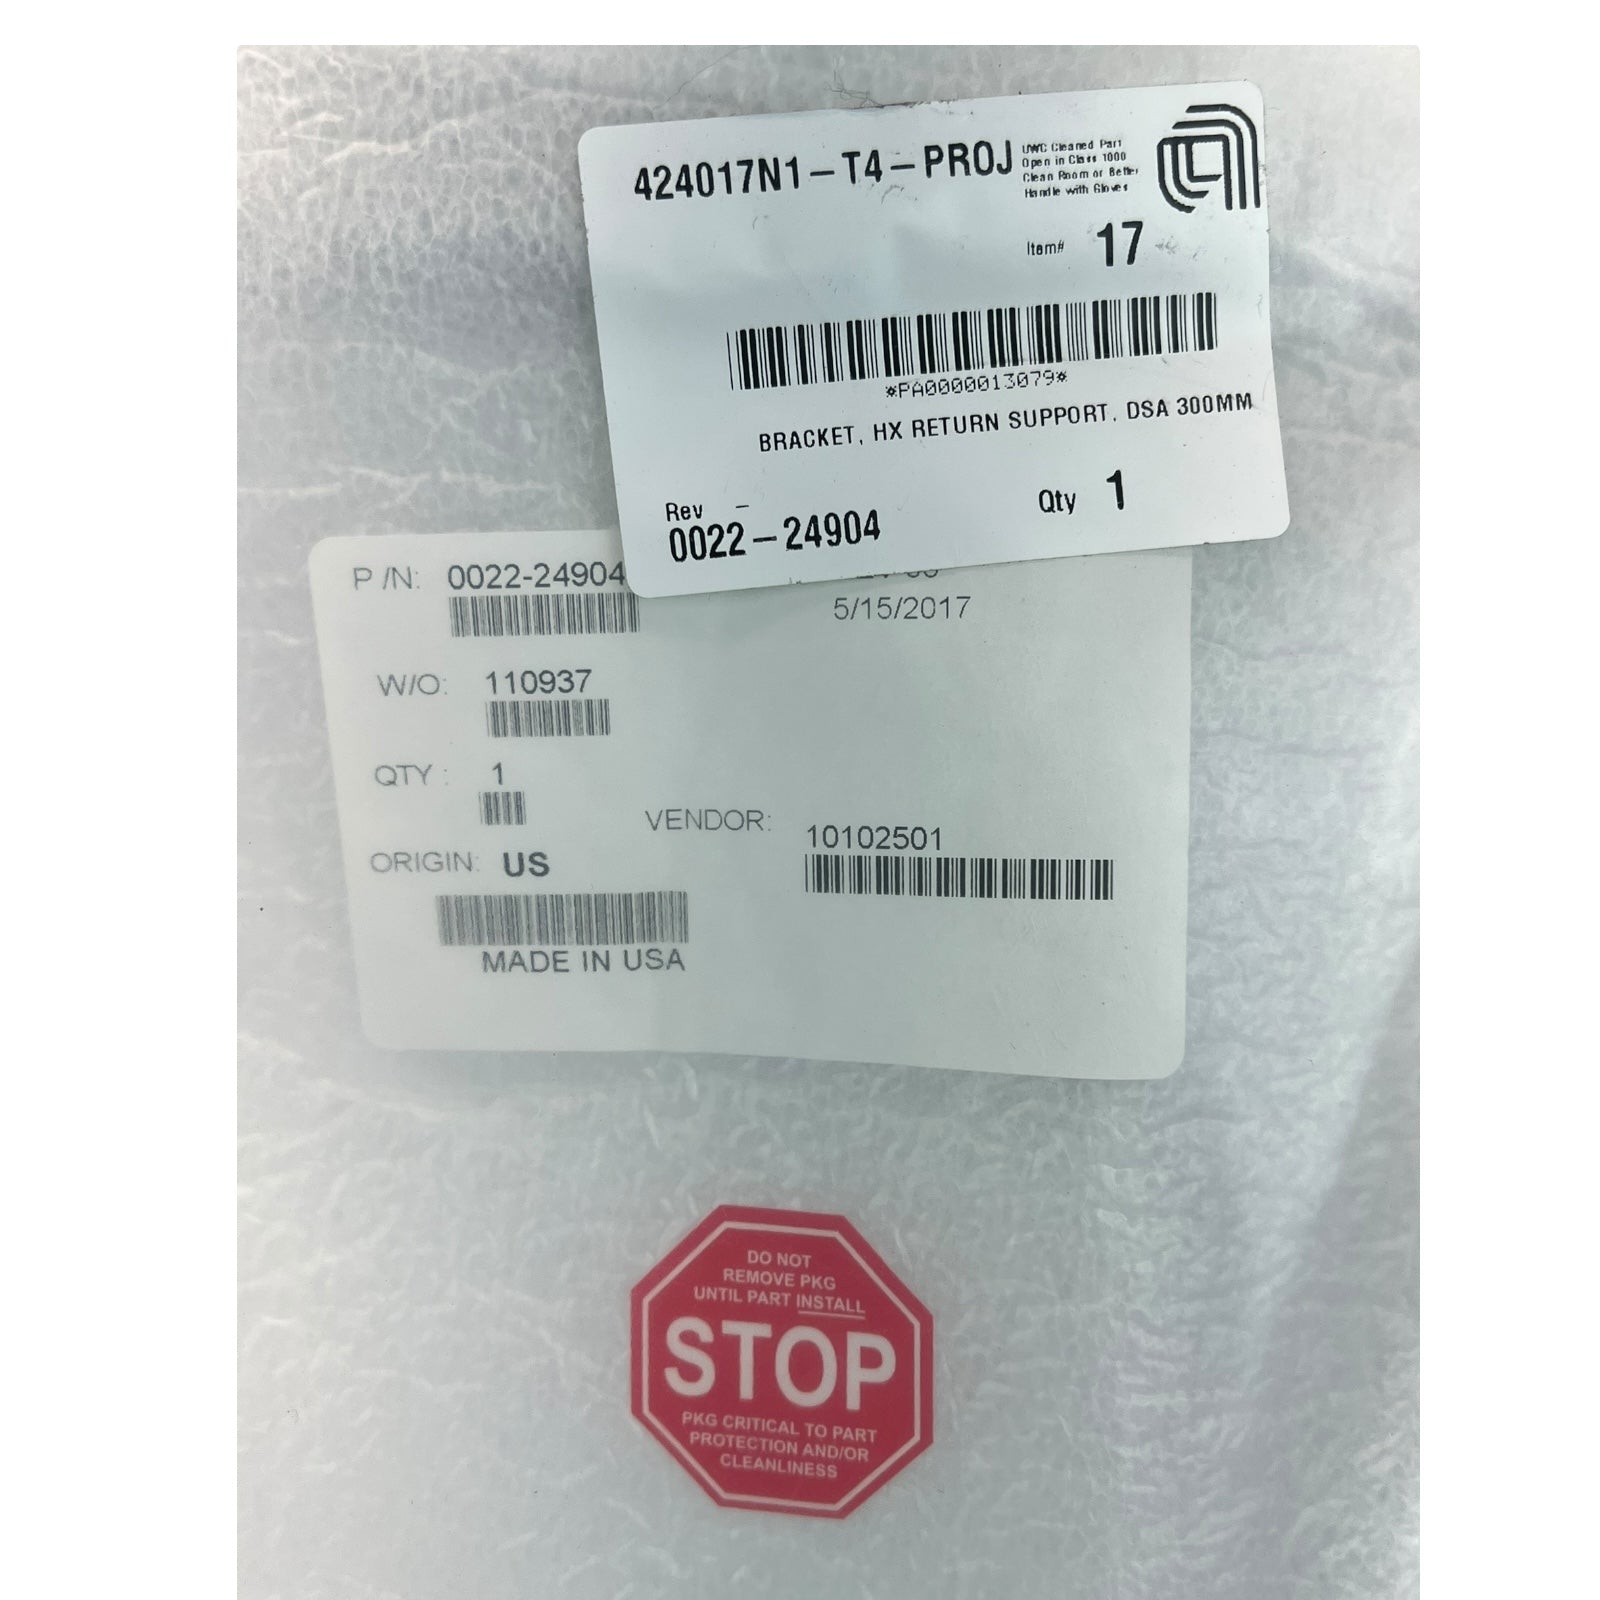 424017N1-T4-PROJ
UWC Cleaned Part
Open in Class 1000
Clean Room or Better
Handle with Gloves
Item# 17
*PA0000013079*
BRACKET, HX RETURN SUPPORT, DSA 300MM
Rev -
Qty 1
0022-24904
P/N: 0022-24904
5/15/2017
W/O: 110937
QTY: 1
VENDOR: 10102501
ORIGIN: US
MADE IN USA
DO NOT
REMOVE PKG
UNTIL PART INSTALL
STOP
PKG CRITICAL TO PART
PROTECTION AND/OR
CLEANLINESS